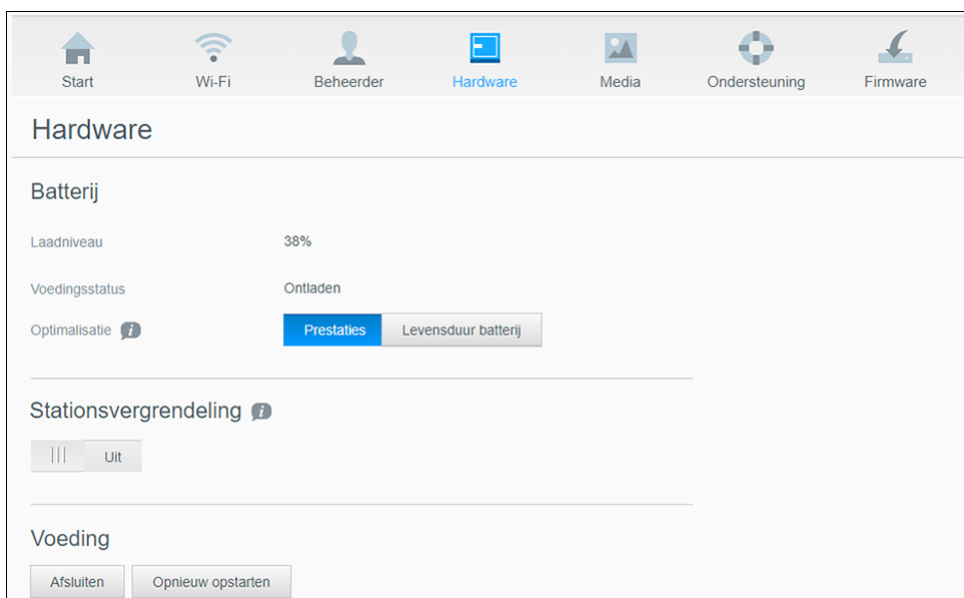 Start Wi-Fi Beheerder Hardware Media Ondersteuning Firmware
Hardware
Batterij
Laadniveau 38%
Voedingsstatus Ontladen
Optimalisatie i Prestaties Levensduur batterij
Stationsvergrendeling i
Uit
Voeding
Afsluiten Opnieuw opstarten